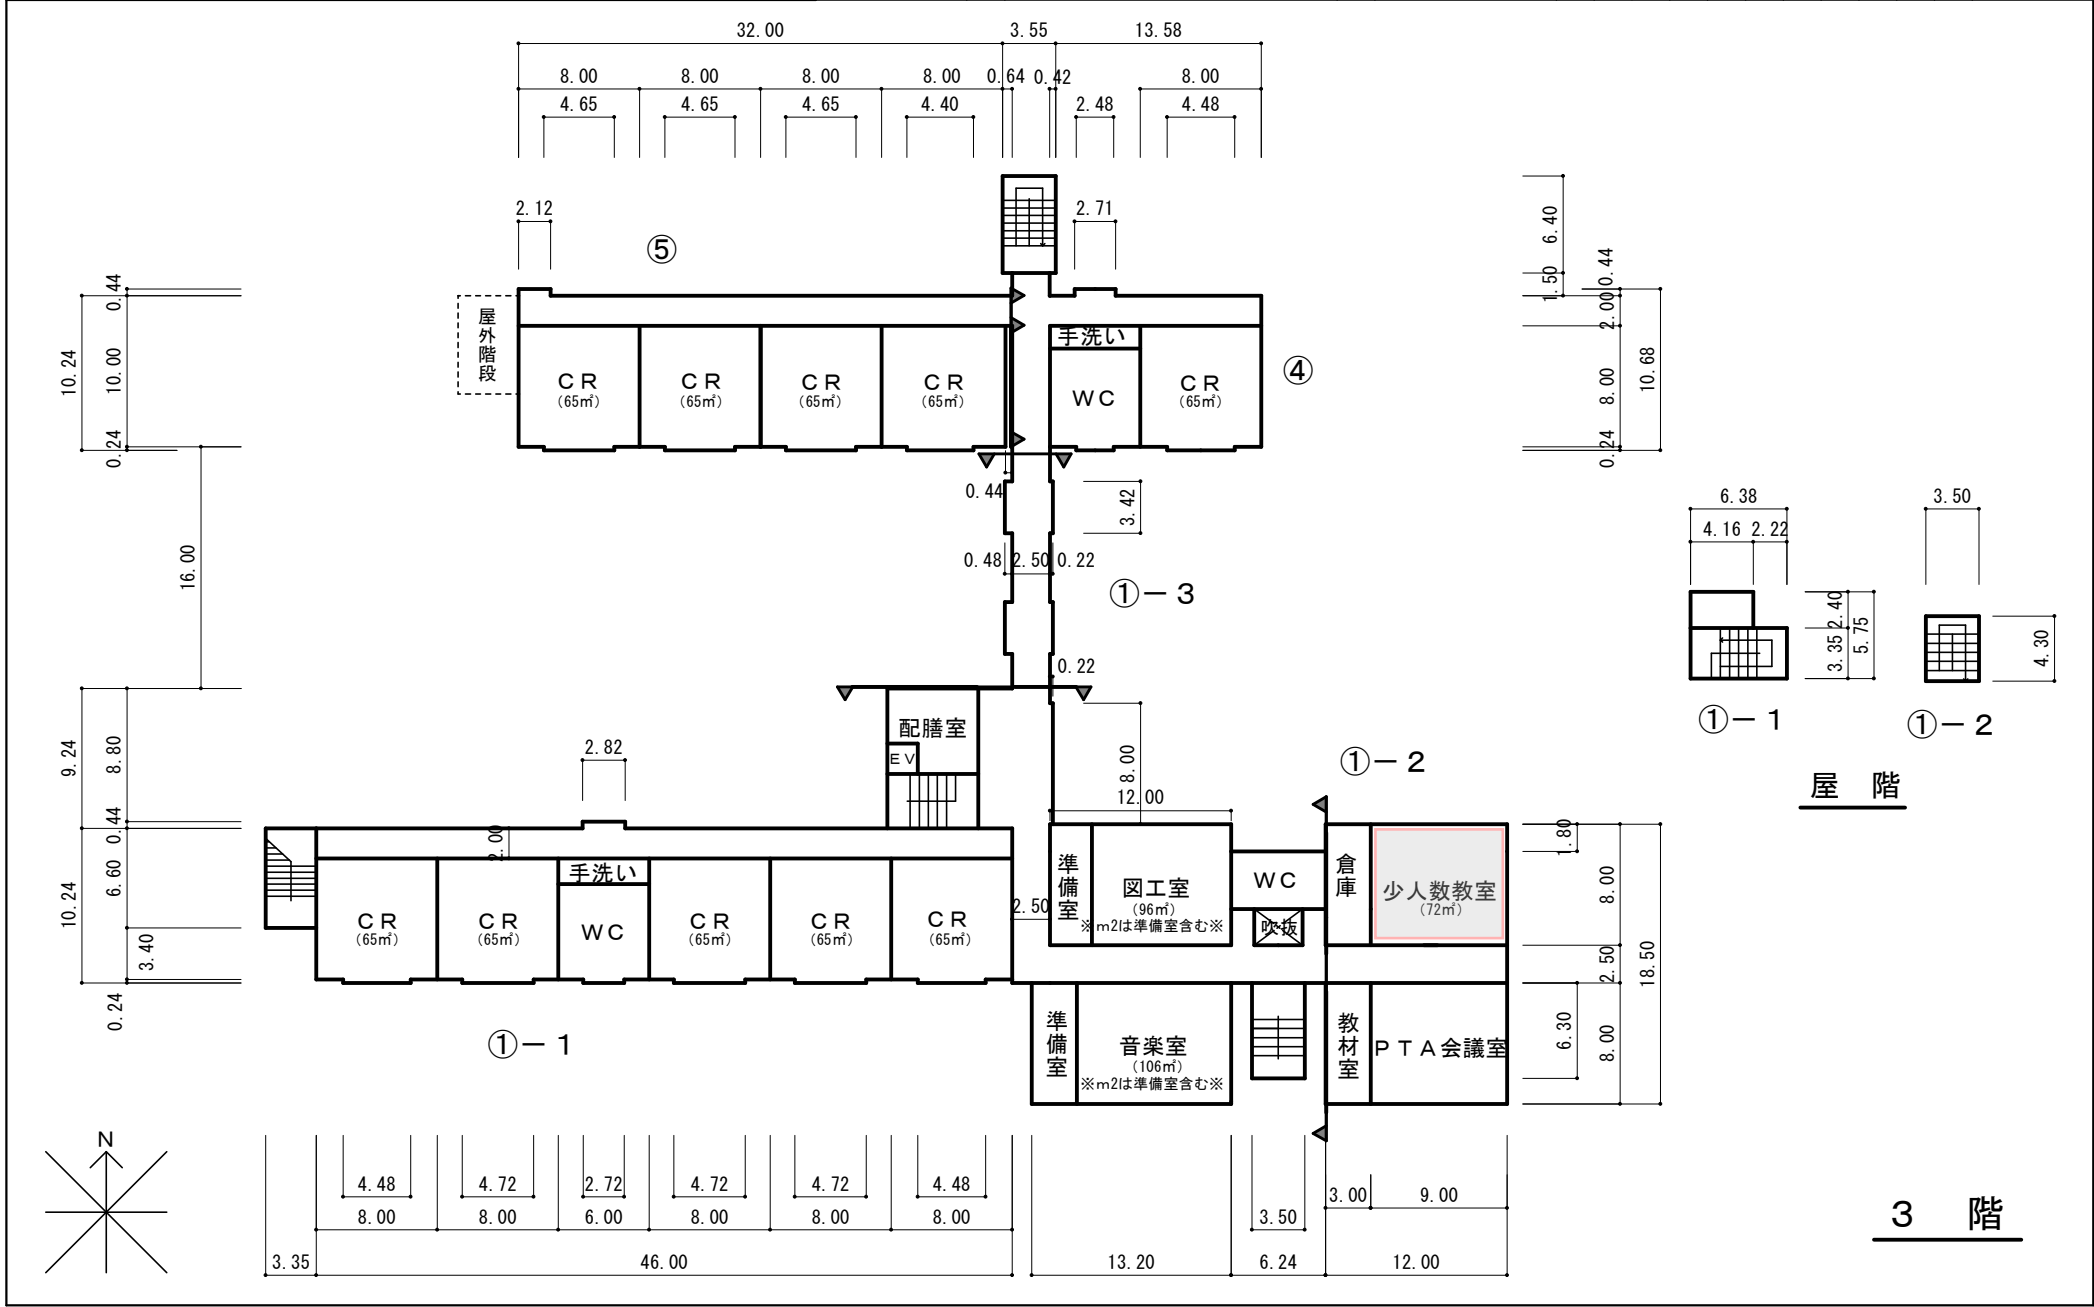 32.00 3.55 13.58
8.00 8.00 8.00 8.00 0.64 0.42 8.00
4.65 4.65 4.65 4.40 2.48 4.48
2.12 2.71
⑤
6.40
1.50
0.44
2.00
8.00
0.24
10.68
0.44
10.00
0.24
10.24
屋外階段
手洗い
ＣＲ ＣＲ ＣＲ ＣＲ ＷＣ ＣＲ
(65㎡) (65㎡) (65㎡) (65㎡) (65㎡)
④
0.44
3.42
0.48 2.50 0.22
16.00
①－３
0.22
6.38 3.50
4.16 2.22
2.40
3.35
5.75
4.30
①－１ ①－２
屋 階
配膳室
ＥＶ
2.82
8.00
12.00
①－２
9.24
8.80
0.44
6.60
10.24
3.40
0.24
2.00
手洗い
ＣＲ ＣＲ ＷＣ ＣＲ ＣＲ ＣＲ
(65㎡) (65㎡) (65㎡) (65㎡) (65㎡)
2.50
準備室
図工室
(96㎡)
※m2は準備室含む※
ＷＣ
吹抜
倉庫
少人数教室
(72㎡)
1.80
8.00
2.50
18.50
6.30
8.00
①－１
準備室
音楽室
(106㎡)
※m2は準備室含む※
教材室
ＰＴＡ会議室
N
4.48 4.72 2.72 4.72 4.72 4.48
8.00 8.00 6.00 8.00 8.00 8.00
3.50
3.00 9.00
3.35 46.00 13.20 6.24 12.00
３ 階